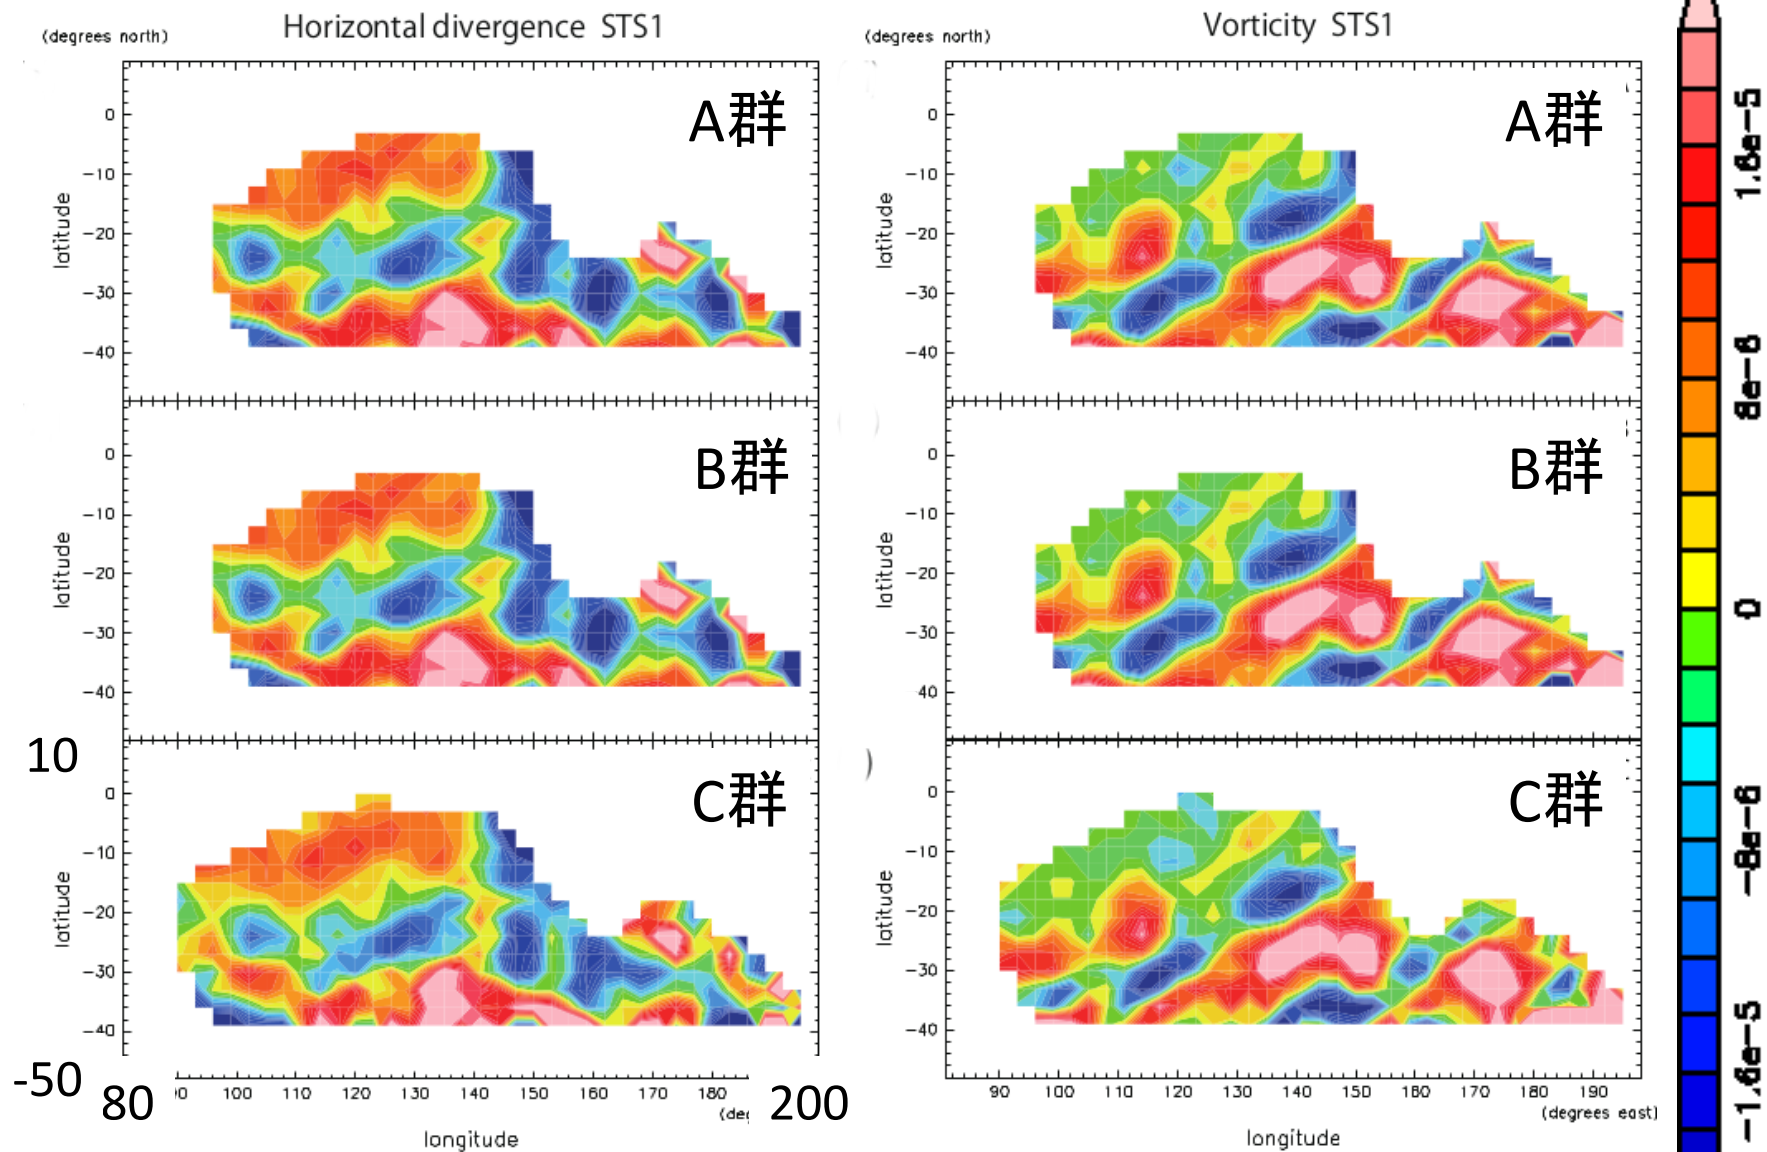 Horizontal divergence STS1
Vorticity STS1
(degrees north)
(degrees north)
A群
A群
0
-10
-20
-30
-40
latitude
0
-10
-20
-30
-40
latitude
B群
B群
0
-10
-20
-30
-40
latitude
0
-10
-20
-30
40
latitude
10
C群
C群
0
-10
-20
-30
-40
latitude
0
-10
-20
-30
-40
latitude
-50
80
100 110 120 130 140 150 160 170 180
200
90 100 110 120 130 140 150 160 170 180 190
(degrees east)
longitude
longitude
1.6e-5
8e-6
0
-8e-6
-1.6e-5